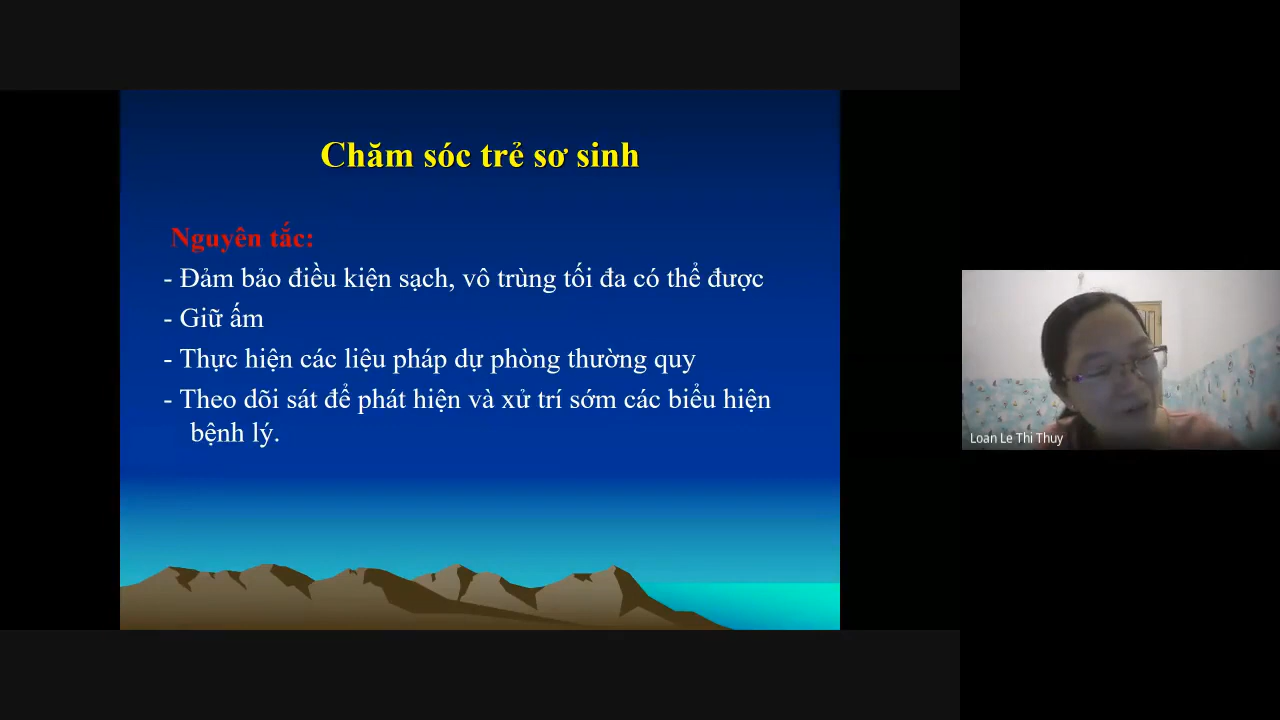 Chăm sóc trẻ sơ sinh
Nguyên tắc:
- Đảm bảo điều kiện sạch, vô trùng tối đa có thể được
- Giữ ấm
- Thực hiện các liệu pháp dự phòng thường quy
- Theo dõi sát để phát hiện và xử trí sớm các biểu hiện
bệnh lý.
Loan Le Thi Thuy